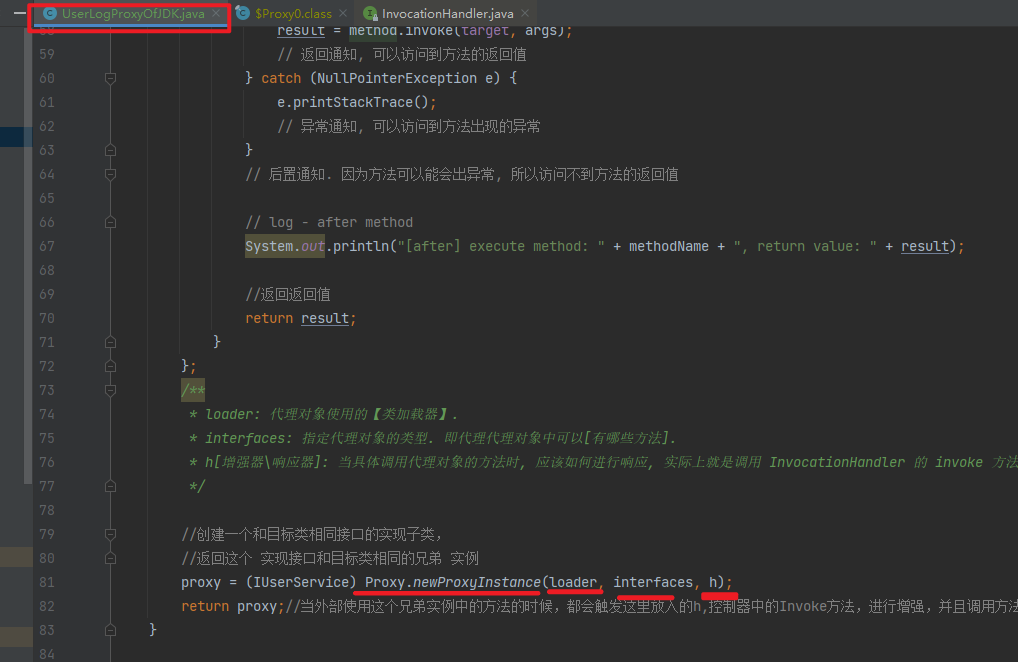 UserLogProxyOfJDK.java × $Proxy0.class × InvocationHandler.java ×
58 result = method.invoke(target, args);
59 // 返回通知, 可以访问到方法的返回值
60 } catch (NullPointerException e) {
61 e.printStackTrace();
62 // 异常通知, 可以访问到方法出现的异常
63 }
64 // 后置通知. 因为方法可以能会出异常, 所以访问不到方法的返回值
65
66 // log - after method
67 System.out.println("[after] execute method: " + methodName + ", return value: " + result);
68
69 //返回返回值
70 return result;
71 }
72 };
73 /**
74 * loader: 代理对象使用的【类加载器】.
75 * interfaces: 指定代理对象的类型. 即代理代理对象中可以[有哪些方法].
76 * h[增强器\响应器]: 当具体调用代理对象的方法时, 应该如何进行响应, 实际上就是调用 InvocationHandler 的 invoke 方法
77 */
78
79 //创建一个和目标类相同接口的实现子类,
80 //返回这个 实现接口和目标类相同的兄弟 实例
81 proxy = (IUserService) Proxy.newProxyInstance(loader, interfaces, h);
82 return proxy;//当外部使用这个兄弟实例中的方法的时候, 都会触发这里放入的h,控制器中的Invoke方法, 进行增强, 并且调用方法
83 }
84